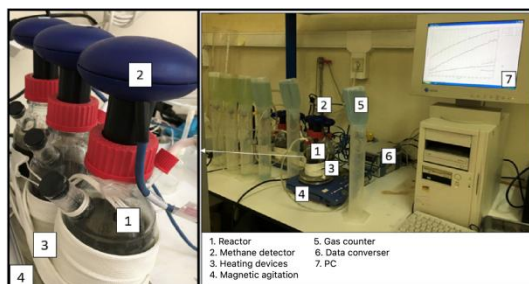 2
1
3
4
7
2
5
1
6
3
4
1. Reactor
2. Methane detector
3. Heating devices
4. Magnetic agitation
5. Gas counter
6. Data converser
7. PC